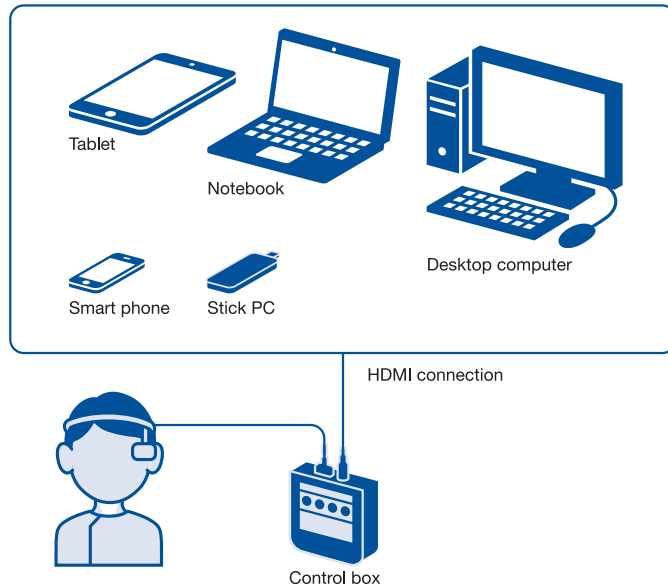 Tablet
Notebook
Desktop computer
Smart phone
Stick PC
HDMI connection
Control box